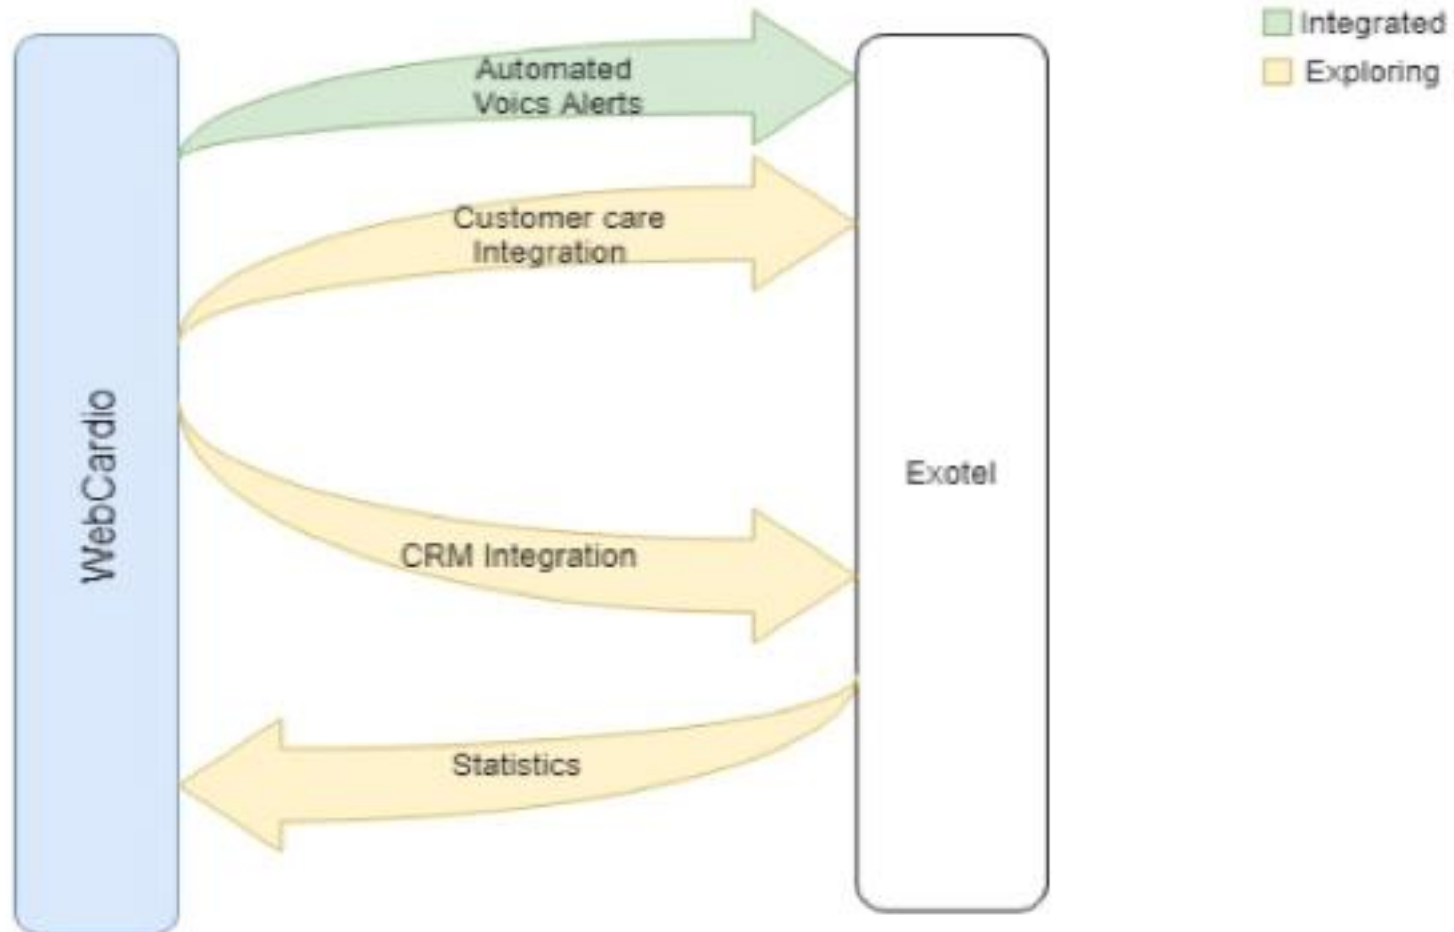 Integrated
Exploring
Automated
Voics Alerts
Customer care
Integration
WebCardio
Exotel
CRM Integration
Statistics